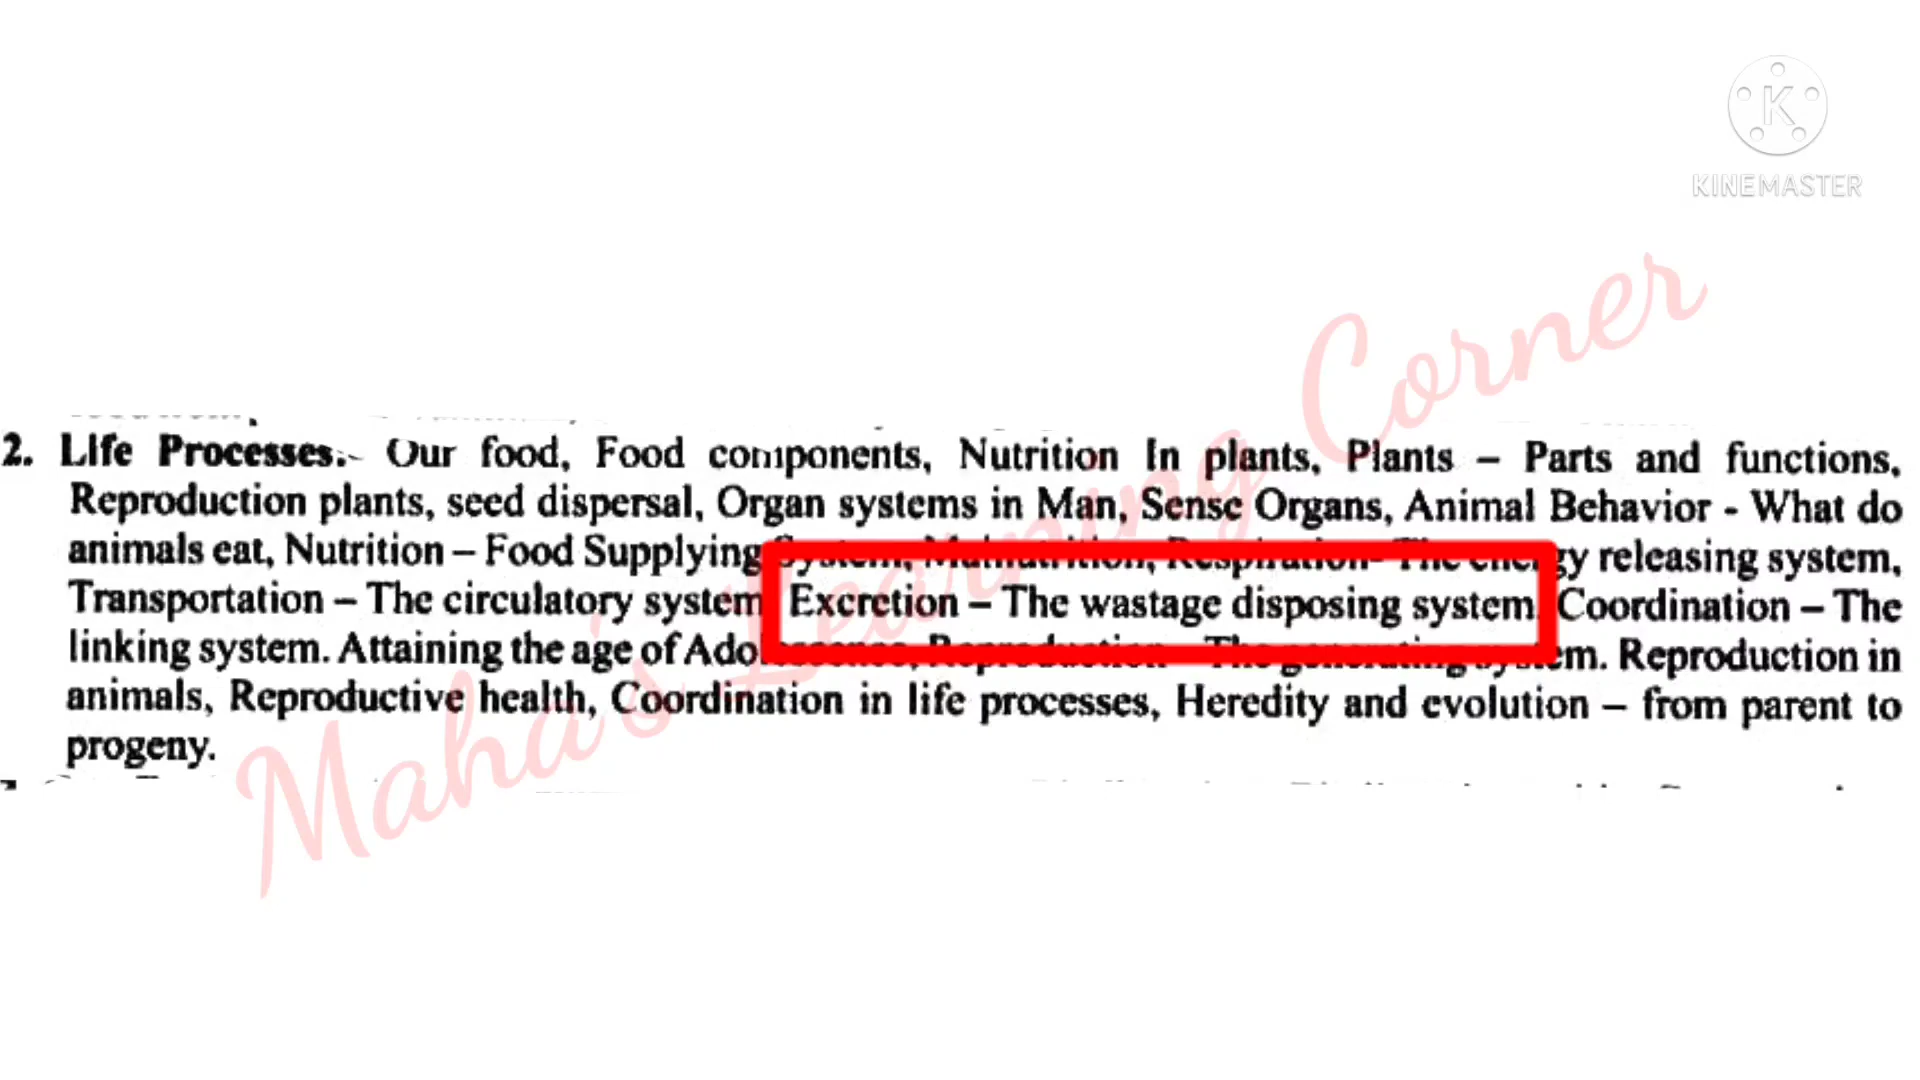 KINEMASTER
2. Life Processes.- Our food, Food components, Nutrition In plants, Plants – Parts and functions,
Reproduction plants, seed dispersal, Organ systems in Man, Sense Organs, Animal Behavior - What do
animals eat, Nutrition – Food Supplying System, Malnutrition, Respiration- The energy releasing system,
Transportation – The circulatory system Excretion – The wastage disposing system. Coordination – The
linking system. Attaining the age of Adolescence, Reproduction – The generating system. Reproduction in
animals, Reproductive health, Coordination in life processes, Heredity and evolution – from parent to
progeny.
Maha's Learning Corner